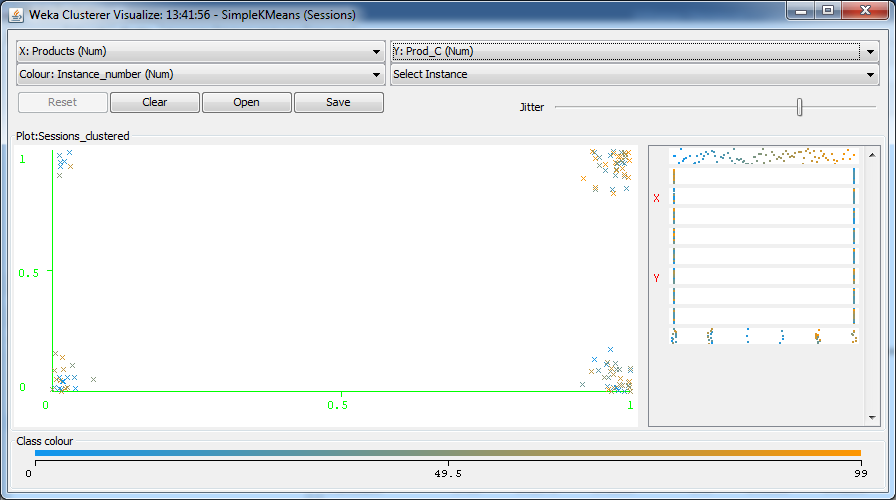 Weka Clusterer Visualize: 13:41:56 - SimpleKMeans (Sessions)
X: Products (Num) Y: Prod_C (Num)
Colour: Instance_number (Num) Select Instance
Reset Clear Open Save Jitter
Plot:Sessions_clustered
1
0.5
0
0 0.5 1
X
Y
Class colour
0 49.5 99